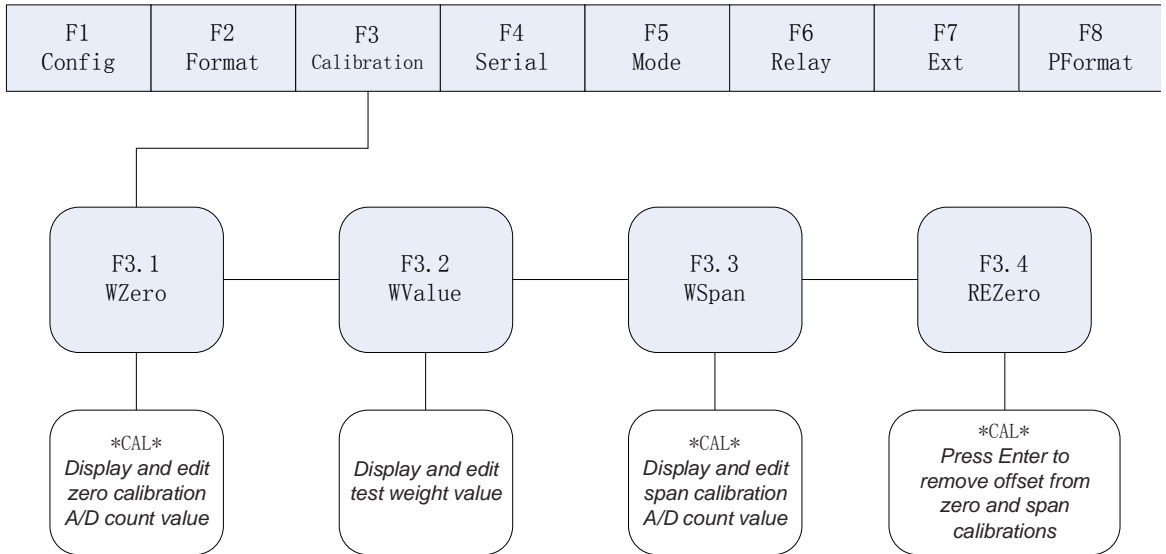 F1
Config
F2
Format
F3
Calibration
F4
Serial
F5
Mode
F6
Relay
F7
Ext
F8
PFormat
F3.1
WZero
F3.2
WValue
F3.3
WSpan
F3.4
REZero
*CAL*
Display and edit
zero calibration
A/D count value
Display and edit
test weight value
*CAL*
Display and edit
span calibration
A/D count value
*CAL*
Press Enter to
remove offset from
zero and span
calibrations